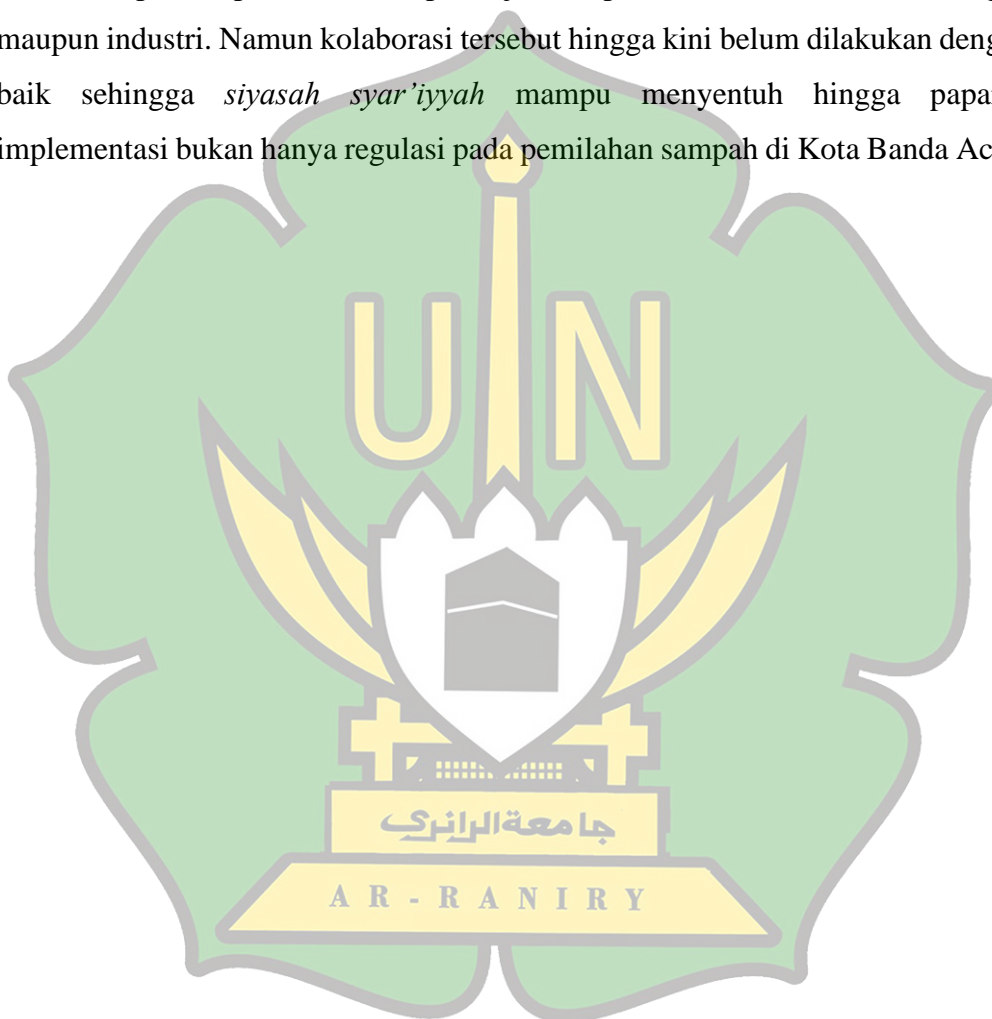 maupun industri. Namun kolaborasi tersebut hingga kini belum dilakukan deng
baik sehingga siyasah syar’iyyah mampu menyentuh hingga papa
implementasi bukan hanya regulasi pada pemilahan sampah di Kota Banda Ac
UIN
جامعة الرانري
AR-RANIRY